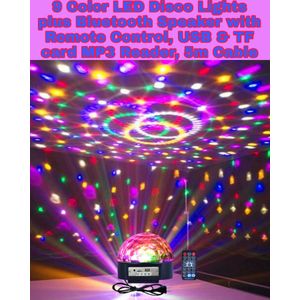 9 Color LED Disco Lights
plus Bluetooth Speaker with
Remote Control, USB & TF
card MP3 Reader, 5m Cable